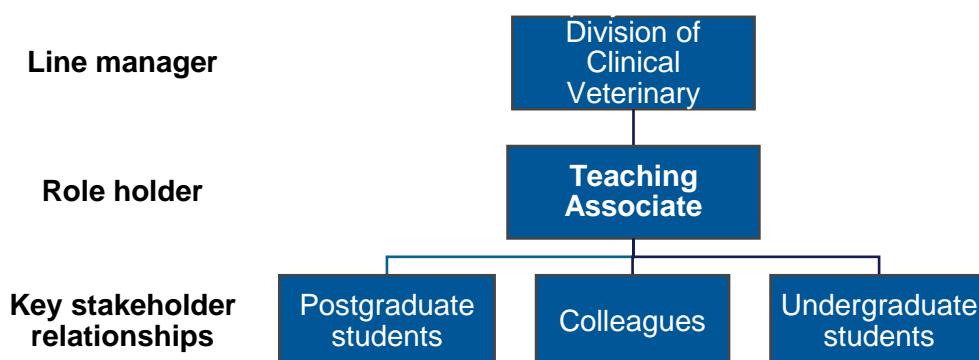 Line manager
Division of
Clinical
Veterinary
Role holder
Teaching
Associate
Key stakeholder
relationships
Postgraduate
students
Colleagues
Undergraduate
students